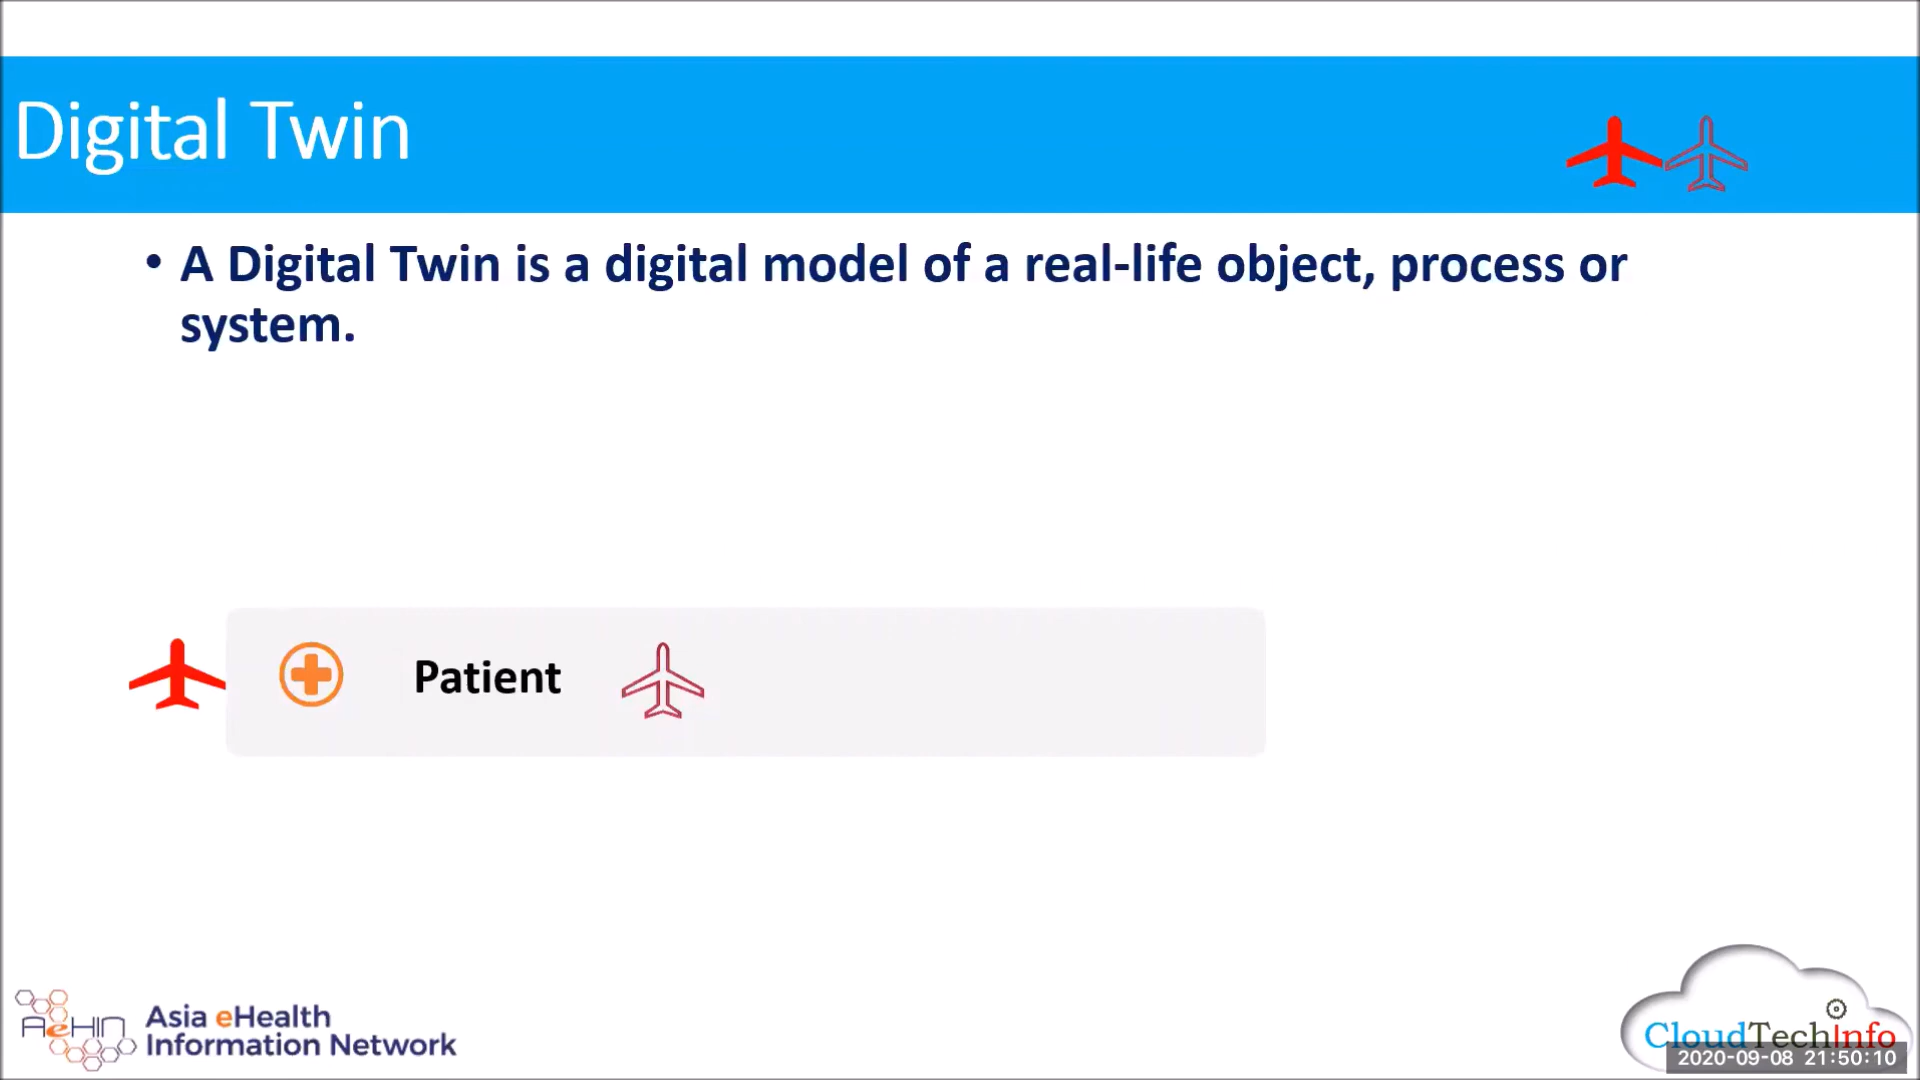 Digital Twin
• A Digital Twin is a digital model of a real-life object, process or
system.
Patient
AeHIN
Asia eHealth
Information Network
CloudTechInfo
2020-09-08 21:50:10